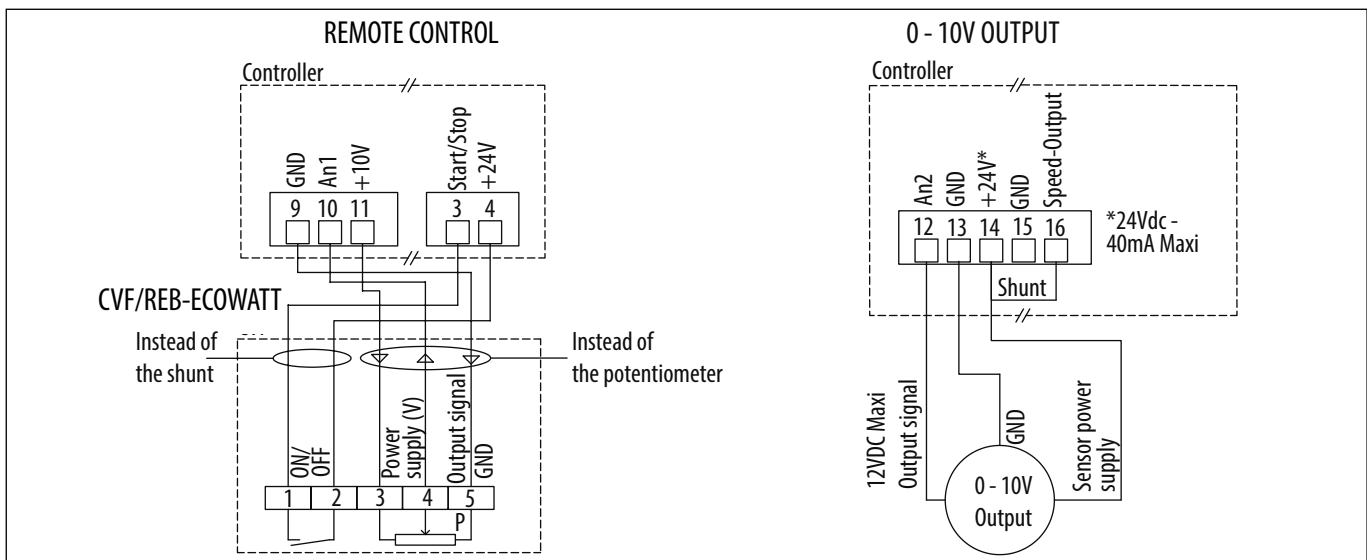 REMOTE CONTROL
Controller
GND
An1
+10V
Start/Stop
+24V
9 10 11
3 4
CVF/REB-ECOWATT
Instead of
the shunt
Instead of
the potentiometer
ON/
OFF
Power
supply (V)
Output signal
GND
1 2 3 4 5
P
0 - 10V OUTPUT
Controller
An2
GND
+24V*
GND
Speed-Output
12 13 14 15 16
*24Vdc -
40mA Maxi
Shunt
12VDC Maxi
Output signal
GND
Sensor power
supply
0 - 10V
Output